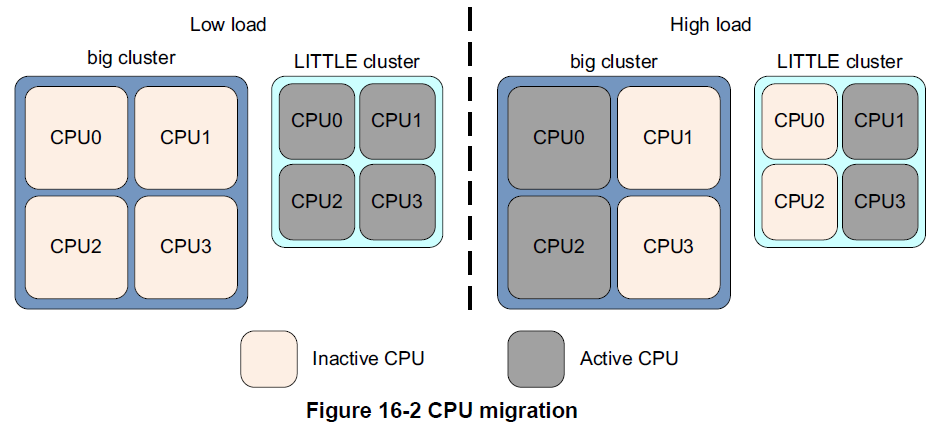 Low load
big cluster
LITTLE cluster
CPU0
CPU1
CPU0
CPU1
CPU2
CPU3
CPU2
CPU3
High load
big cluster
LITTLE cluster
CPU0
CPU1
CPU0
CPU1
CPU2
CPU3
CPU2
CPU3
Inactive CPU
Active CPU
Figure 16-2 CPU migration